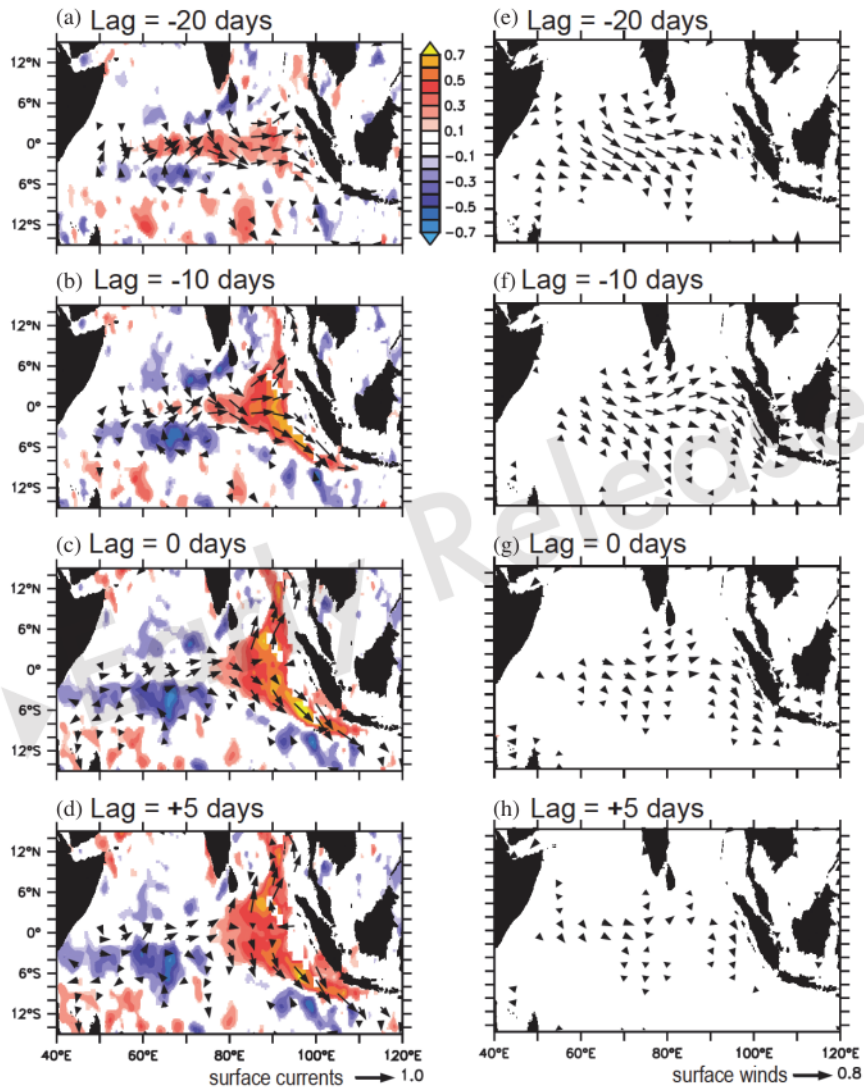 (a) Lag = -20 days
(e) Lag = -20 days
12°N
6°N
0°
6°S
12°S
0.7
0.5
0.3
0.1
-0.1
-0.3
-0.5
-0.7
(b) Lag = -10 days
(f) Lag = -10 days
12°N
6°N
0°
6°S
12°S
(c) Lag = 0 days
(g) Lag = 0 days
12°N
6°N
0°
6°S
12°S
(d) Lag = +5 days
(h) Lag = +5 days
12°N
6°N
0°
6°S
12°S
40°E 60°E 80°E 100°E 120°E
40°E 60°E 80°E 100°E 120°E
surface currents 1.0
surface winds 0.8
Early Release